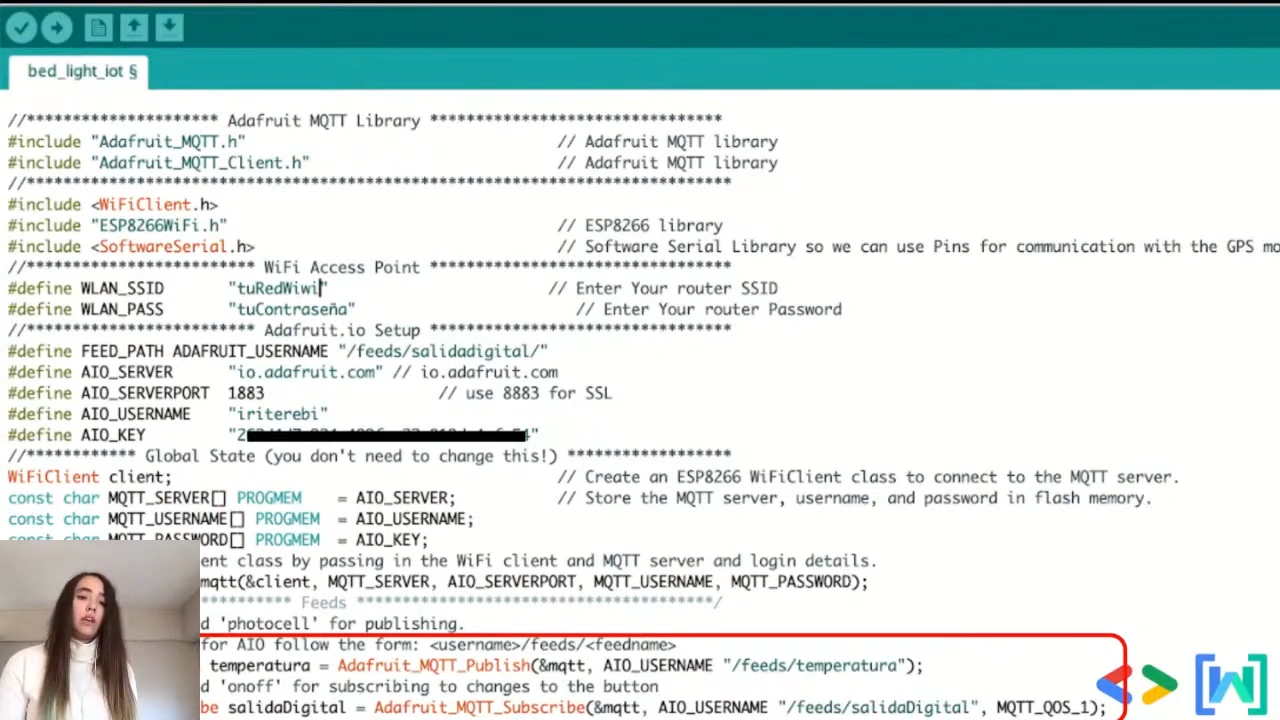 bed_light_iot §
//********************* Adafruit MQTT Library ******************************
#include "Adafruit_MQTT.h" // Adafruit MQTT library
#include "Adafruit_MQTT_Client.h" // Adafruit MQTT library
//*****************************************************************************
#include <WiFiClient.h>
#include "ESP8266WiFi.h" // ESP8266 library
#include <SoftwareSerial.h> // Software Serial Library so we can use Pins for communication with the GPS mo
//************************* WiFi Access Point *********************************
#define WLAN_SSID "tuRedWiwi" // Enter Your router SSID
#define WLAN_PASS "tuContraseña" // Enter Your router Password
//************************* Adafruit.io Setup *********************************
#define FEED_PATH ADAFRUIT_USERNAME "/feeds/salidadigital/"
#define AIO_SERVER "io.adafruit.com" // io.adafruit.com
#define AIO_SERVERPORT 1883 // use 8883 for SSL
#define AIO_USERNAME "iriterebi"
#define AIO_KEY
//************ Global State (you don't need to change this!) ******************
WiFiClient client; // Create an ESP8266 WiFiClient class to connect to the MQTT server.
const char MQTT_SERVER[] PROGMEM = AIO_SERVER; // Store the MQTT server, username, and password in flash memory.
const char MQTT_USERNAME[] PROGMEM = AIO_USERNAME;
const char MQTT_PASSWORD[] PROGMEM = AIO_KEY;
ent class by passing in the WiFi client and MQTT server and login details.
mqtt(&client, MQTT_SERVER, AIO_SERVERPORT, MQTT_USERNAME, MQTT_PASSWORD);
********** Feeds ***************************************/
d 'photocell' for publishing.
for AIO follow the form: <username>/feeds/<feedname>
temperatura = Adafruit_MQTT_Publish(&mqtt, AIO_USERNAME "/feeds/temperatura");
d 'onoff' for subscribing to changes to the button
be salidaDigital = Adafruit_MQTT_Subscribe(&mqtt, AIO_USERNAME "/feeds/salidaDigital", MQTT_QOS_1);